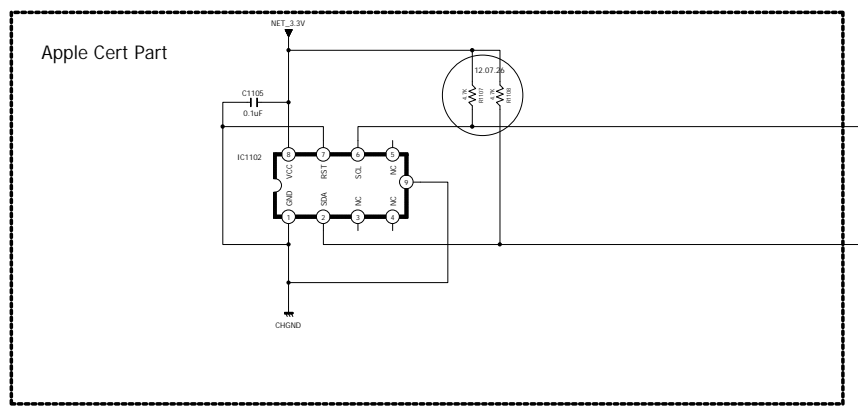 NET_3.3V
Apple Cert Part
12.07.26
C1105
0.1uF
4.7K
R1107
4.7K
R1108
IC1102
8
7
6
5
VCC
RST
SCL
NC
9
GND
SDA
NC
NC
1
2
3
4
CHGND